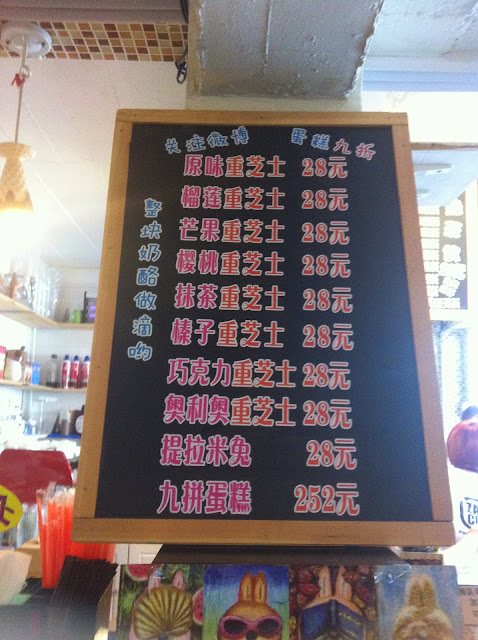 关注微博 蛋糕九折
原味重芝士 28元
榴莲重芝士 28元
芒果重芝士 28元
樱桃重芝士 28元
抹茶重芝士 28元
榛子重芝士 28元
巧克力重芝士 28元
奥利奥重芝士 28元
提拉米兔 28元
九拼蛋糕 252元
整块奶酪做滴哟